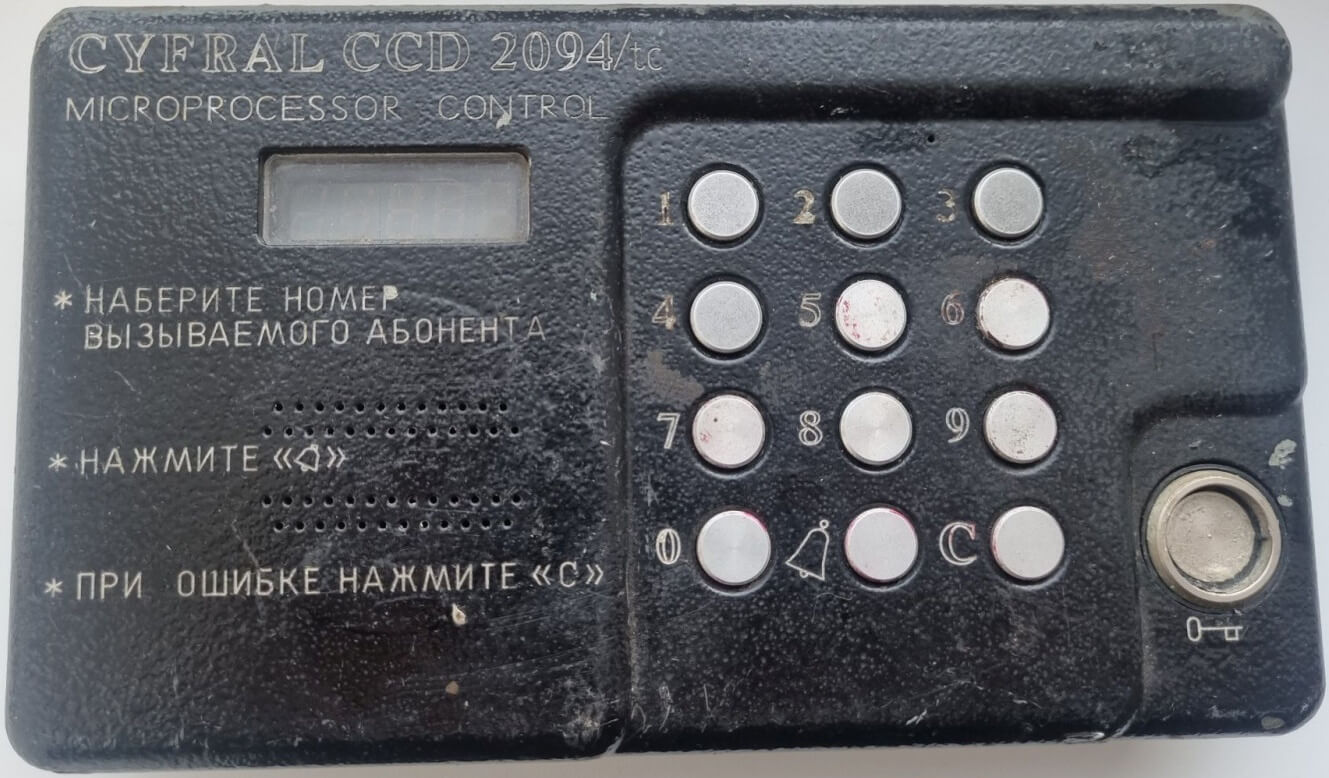 CYFRAL CCD 2094/tc
MICROPROCESSOR CONTROL
* НАБЕРИТЕ НОМЕР
ВЫЗЫВАЕМОГО АБОНЕНТА
* НАЖМИТЕ «🔔»
* ПРИ ОШИБКЕ НАЖМИТЕ «С»
1 2 3
4 5 6
7 8 9
0 C